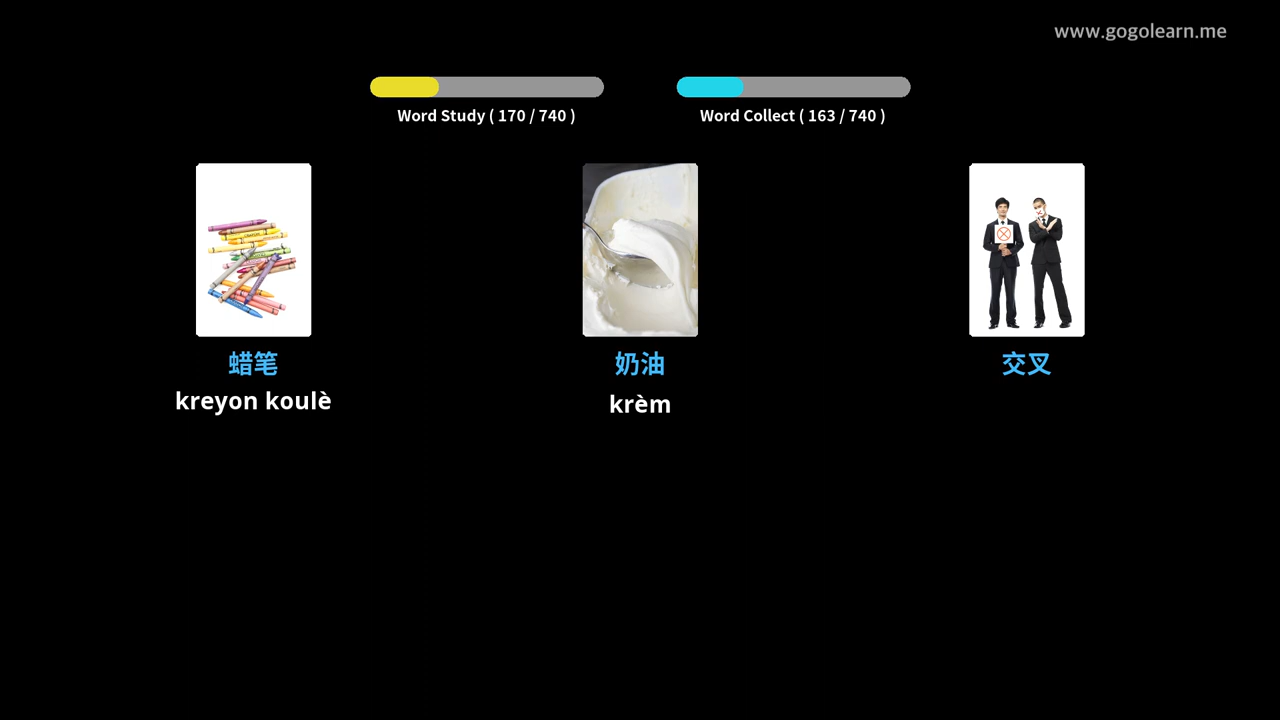 www.gogolearn.me
Word Study ( 170 / 740 )
Word Collect ( 163 / 740 )
蜡笔
奶油
交叉
kreyon koulè
krèm